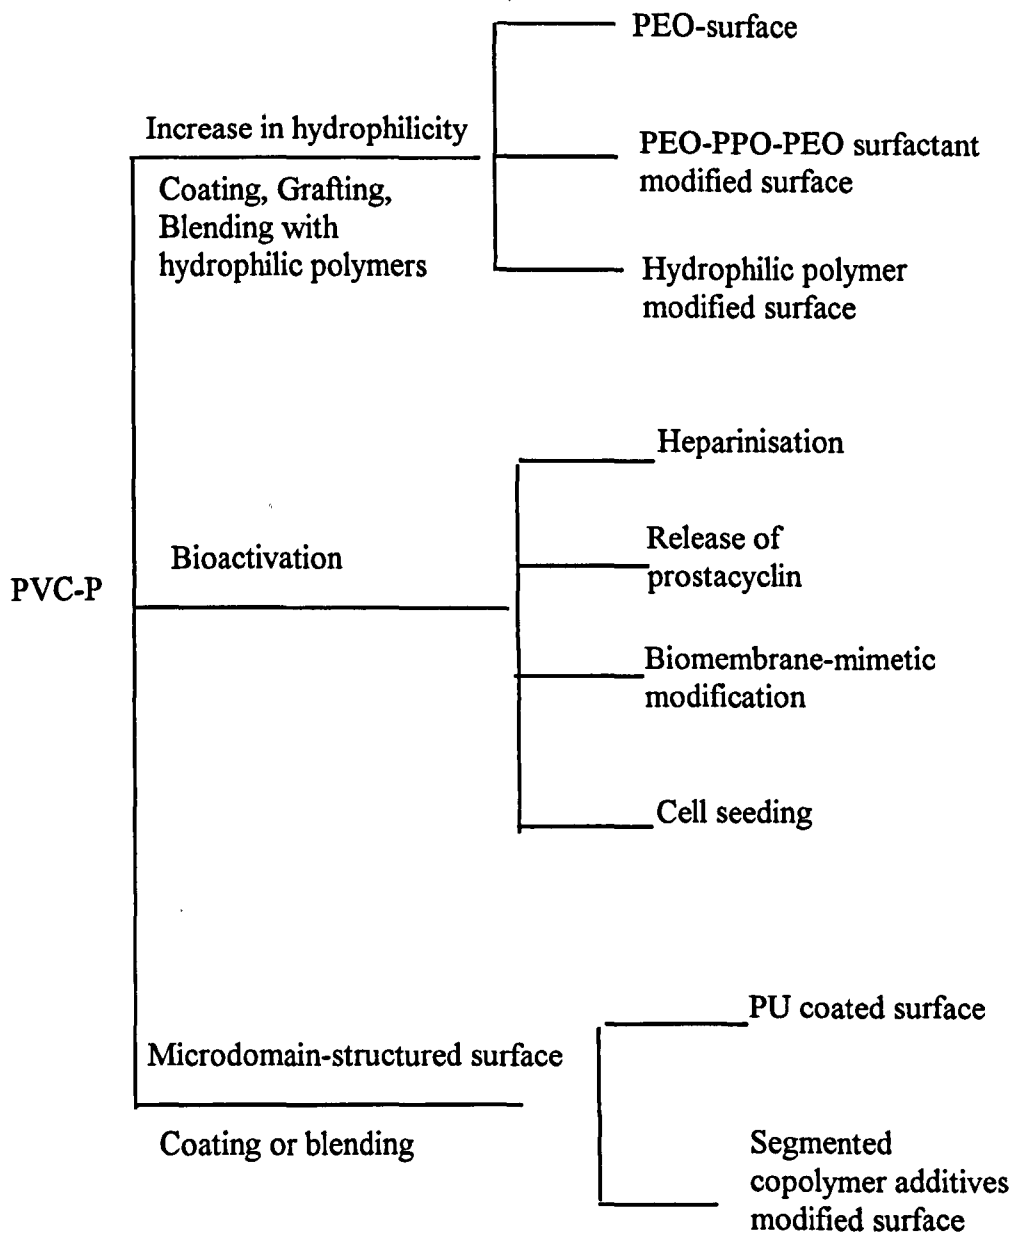 PEO-surface
Increase in hydrophilicity
PEO-PPO-PEO surfactant
modified surface
Coating, Grafting,
Blending with
hydrophilic polymers
Hydrophilic polymer
modified surface
Heparinisation
Release of
prostacyclin
Bioactivation
PVC-P
Biomembrane-mimetic
modification
Cell seeding
PU coated surface
Microdomain-structured surface
Coating or blending
Segmented
copolymer additives
modified surface